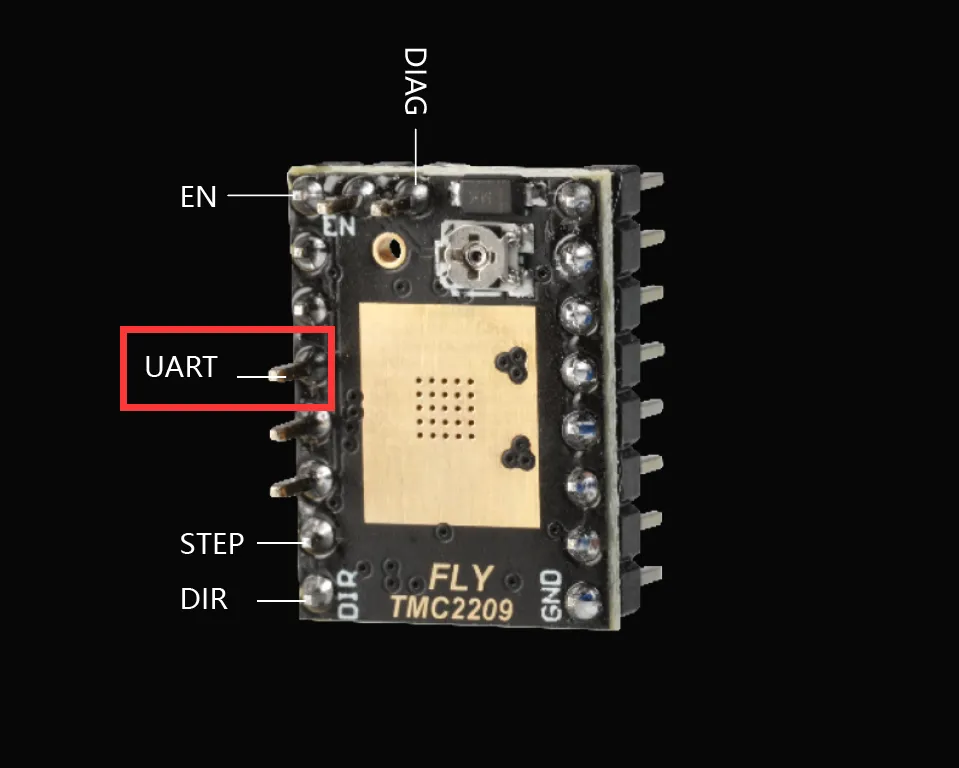 DIAG
EN
EN
UART
STEP
DIR
DIR
FLY
TMC2209
GND